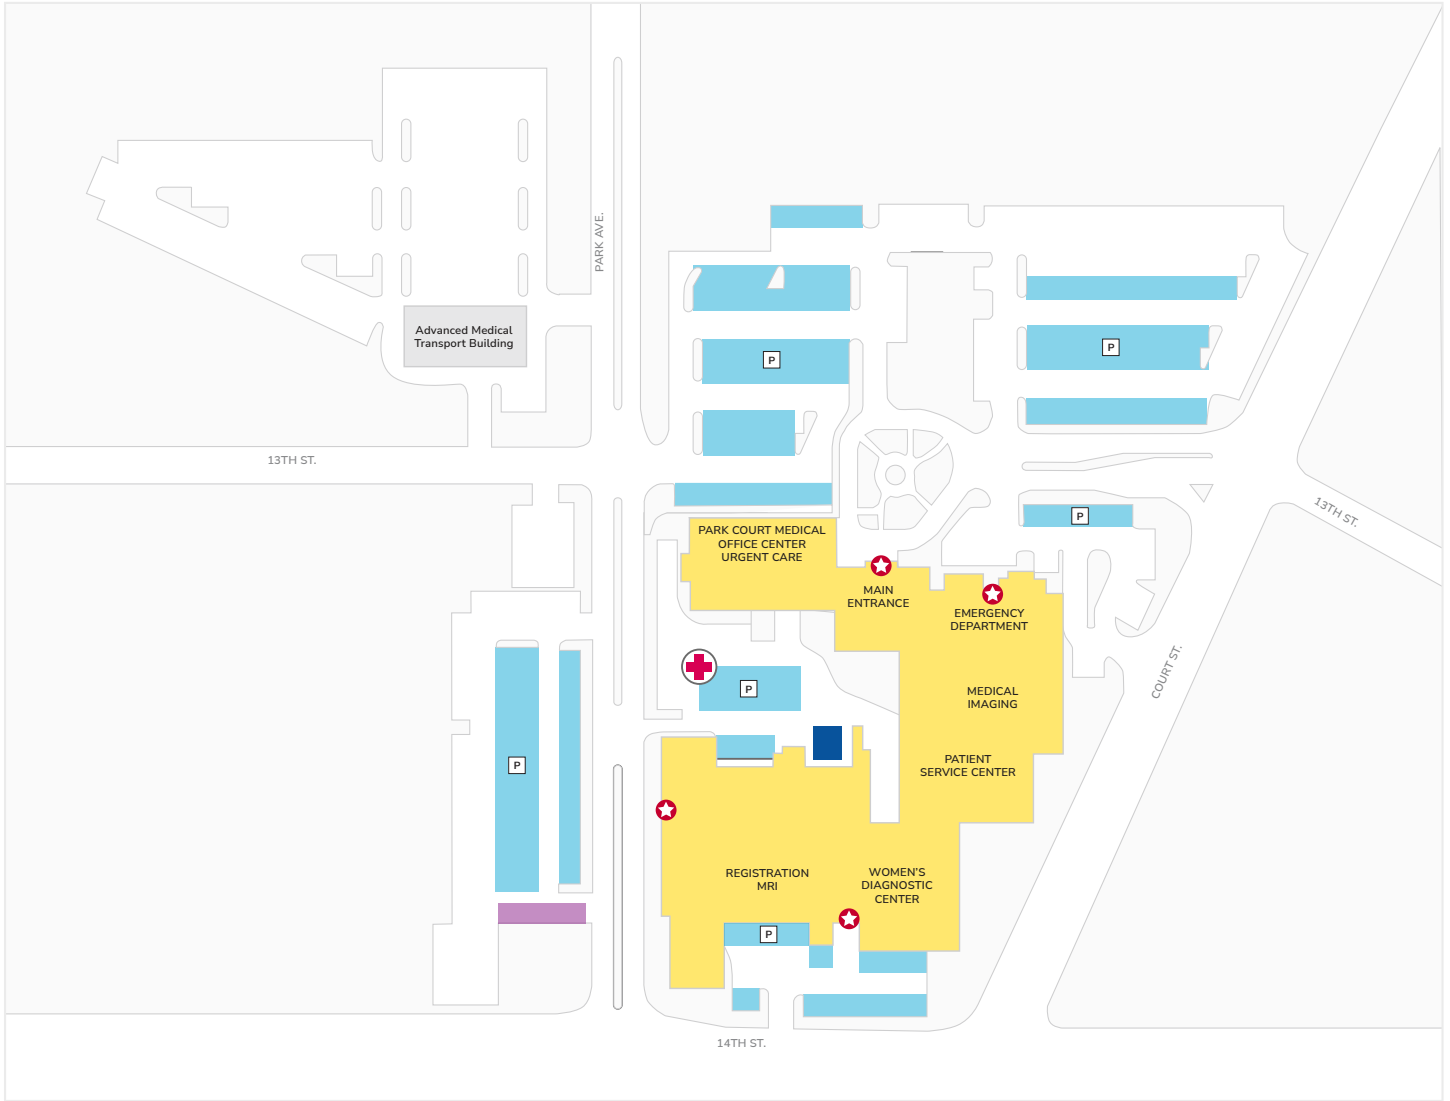 PARK AVE.
Advanced Medical
Transport Building
P
P
13TH ST.
P
13TH ST.
PARK COURT MEDICAL
OFFICE CENTER
URGENT CARE
MAIN
ENTRANCE
EMERGENCY
DEPARTMENT
COURT ST.
P
MEDICAL
IMAGING
P
PATIENT
SERVICE CENTER
REGISTRATION
MRI
WOMEN'S
DIAGNOSTIC
CENTER
P
14TH ST.